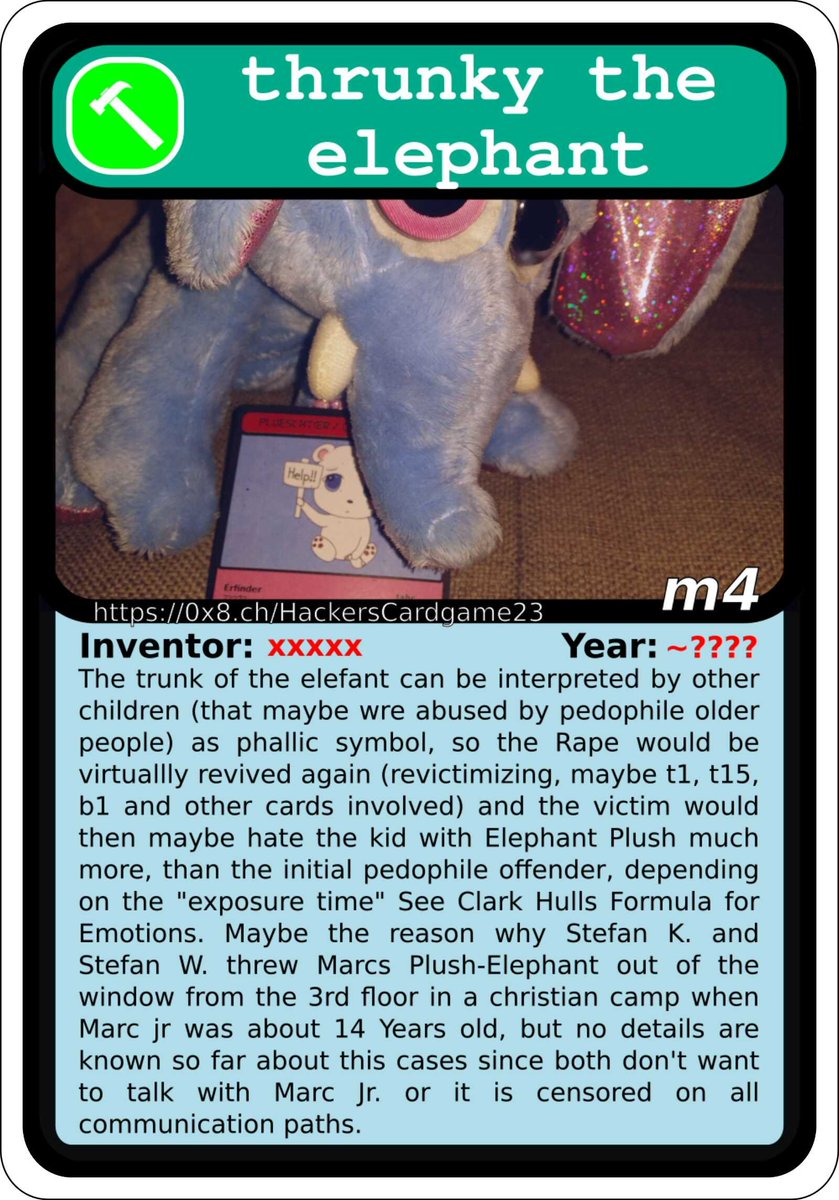 thrunky the
elephant
PLUESCHTIER/
Help!!
Erfinder
Jahr
m4
https://0x8.ch/HackersCardgame23
Inventor: xxxxx Year: ~????
The trunk of the elefant can be interpreted by other
children (that maybe wre abused by pedophile older
people) as phallic symbol, so the Rape would be
virtuallly revived again (revictimizing, maybe t1, t15,
b1 and other cards involved) and the victim would
then maybe hate the kid with Elephant Plush much
more, than the initial pedophile offender, depending
on the "exposure time" See Clark Hulls Formula for
Emotions. Maybe the reason why Stefan K. and
Stefan W. threw Marcs Plush-Elephant out of the
window from the 3rd floor in a christian camp when
Marc jr was about 14 Years old, but no details are
known so far about this cases since both don't want
to talk with Marc Jr. or it is censored on all
communication paths.